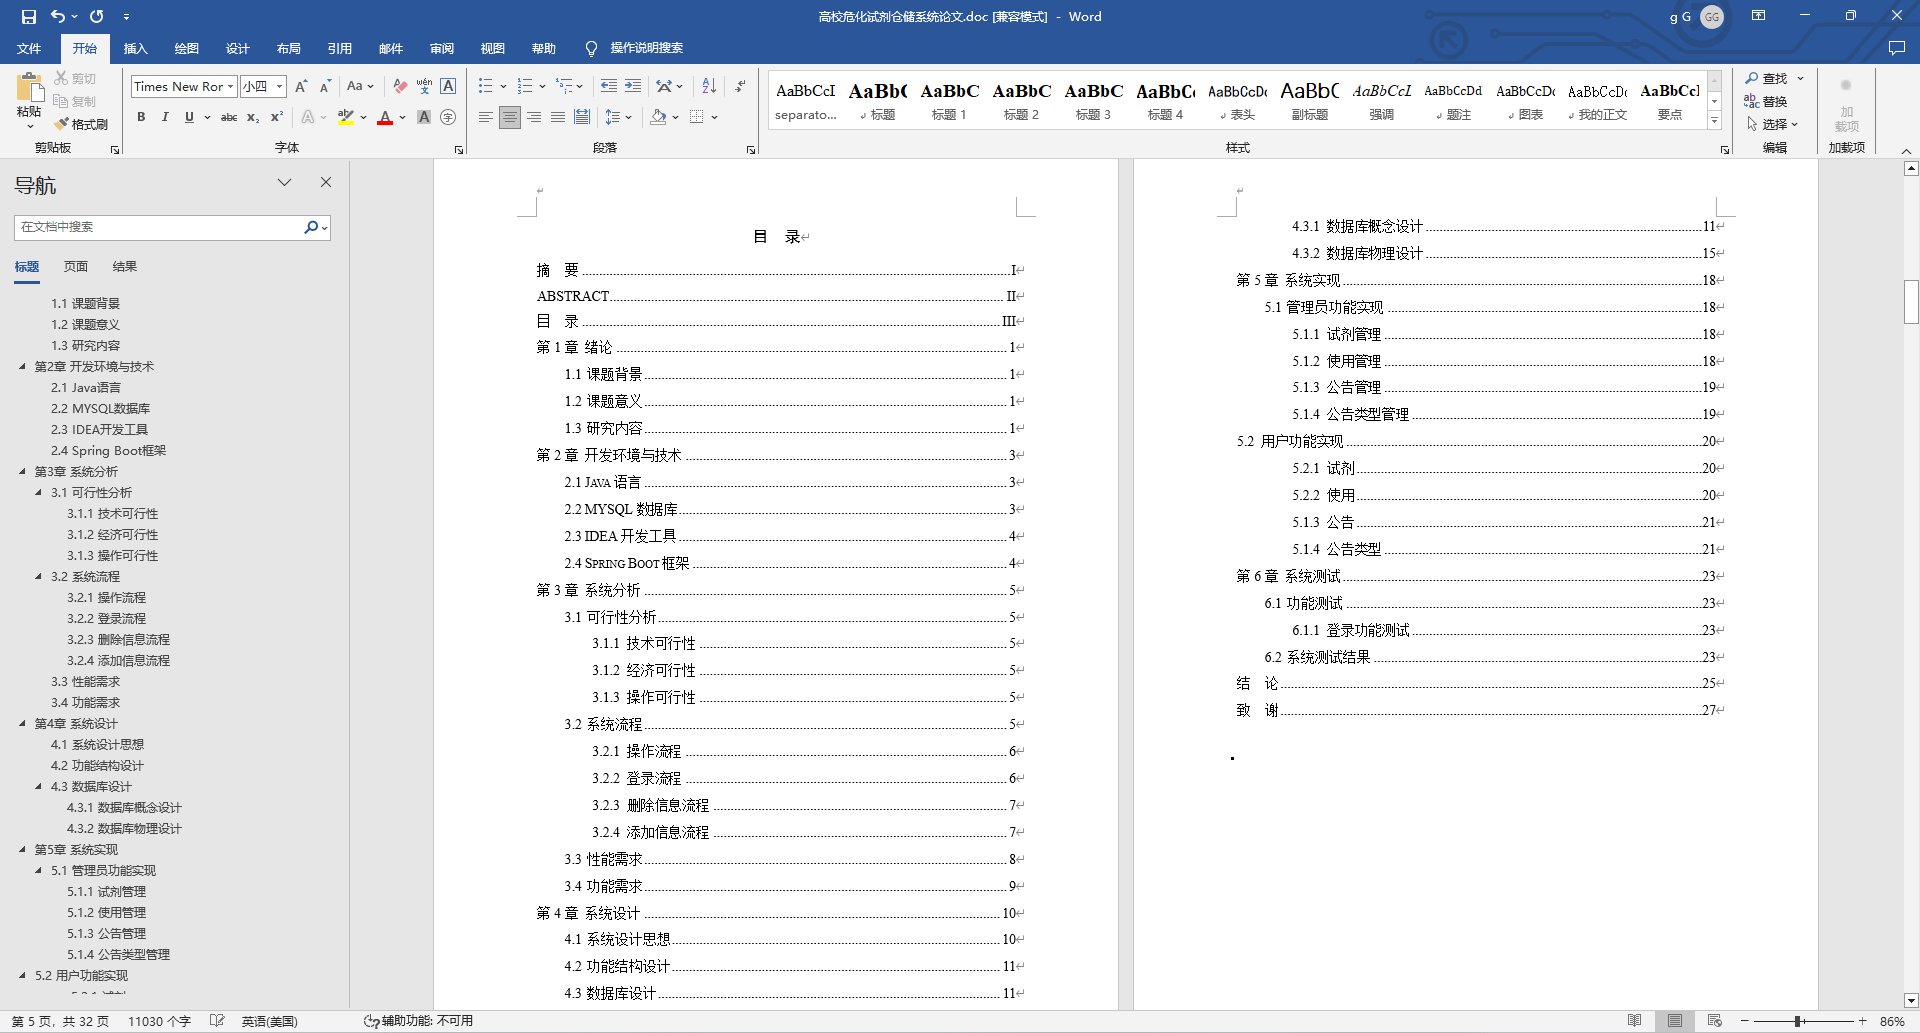 高校危化试剂仓储系统论文.doc [兼容模式] - Word
g G GG
文件 开始 插入 绘图 设计 布局 引用 邮件 审阅 视图 帮助 操作说明搜索
粘贴 剪切 复制 格式刷 剪贴板
Times New Ror 小四 Aa wén A
B I U abc x₂ x² A ab A A 字
字体
段落
AaBbCcI separato...
AaBb( 标题
AaBbC 标题 1
AaBbC 标题 2
AaBbC 标题 3
AaBbC( 标题 4
AaBbCcDc 表头
AaBbC 副标题
AaBbCcL 强调
AaBbCcDd 题注
AaBbCcDc 图表
AaBbCcDc 我的正文
AaBbCcl 要点
样式
查找
替换
选择
编辑
加载项
加载项
导航
在文档中搜索
标题 页面 结果
1.1 课题背景
1.2 课题意义
1.3 研究内容
第2章 开发环境与技术
2.1 Java语言
2.2 MYSQL数据库
2.3 IDEA开发工具
2.4 Spring Boot框架
第3章 系统分析
3.1 可行性分析
3.1.1 技术可行性
3.1.2 经济可行性
3.1.3 操作可行性
3.2 系统流程
3.2.1 操作流程
3.2.2 登录流程
3.2.3 删除信息流程
3.2.4 添加信息流程
3.3 性能需求
3.4 功能需求
第4章 系统设计
4.1 系统设计思想
4.2 功能结构设计
4.3 数据库设计
4.3.1 数据库概念设计
4.3.2 数据库物理设计
第5章 系统实现
5.1 管理员功能实现
5.1.1 试剂管理
5.1.2 使用管理
5.1.3 公告管理
5.1.4 公告类型管理
5.2 用户功能实现
目 录
摘 要 I
ABSTRACT II
目 录 III
第 1 章 绪论 1
1.1 课题背景 1
1.2 课题意义 1
1.3 研究内容 1
第 2 章 开发环境与技术 3
2.1 JAVA 语言 3
2.2 MYSQL 数据库 3
2.3 IDEA 开发工具 4
2.4 SPRING BOOT 框架 4
第 3 章 系统分析 5
3.1 可行性分析 5
3.1.1 技术可行性 5
3.1.2 经济可行性 5
3.1.3 操作可行性 5
3.2 系统流程 5
3.2.1 操作流程 6
3.2.2 登录流程 6
3.2.3 删除信息流程 7
3.2.4 添加信息流程 7
3.3 性能需求 8
3.4 功能需求 9
第 4 章 系统设计 10
4.1 系统设计思想 10
4.2 功能结构设计 11
4.3 数据库设计 11
4.3.1 数据库概念设计 11
4.3.2 数据库物理设计 15
第 5 章 系统实现 18
5.1 管理员功能实现 18
5.1.1 试剂管理 18
5.1.2 使用管理 18
5.1.3 公告管理 19
5.1.4 公告类型管理 19
5.2 用户功能实现 20
5.2.1 试剂 20
5.2.2 使用 20
5.1.3 公告 21
5.1.4 公告类型 21
第 6 章 系统测试 23
6.1 功能测试 23
6.1.1 登录功能测试 23
6.2 系统测试结果 23
结 论 25
致 谢 27
第 5 页，共 32 页 11030 个字 英语(美国) 辅助功能: 不可用 86%